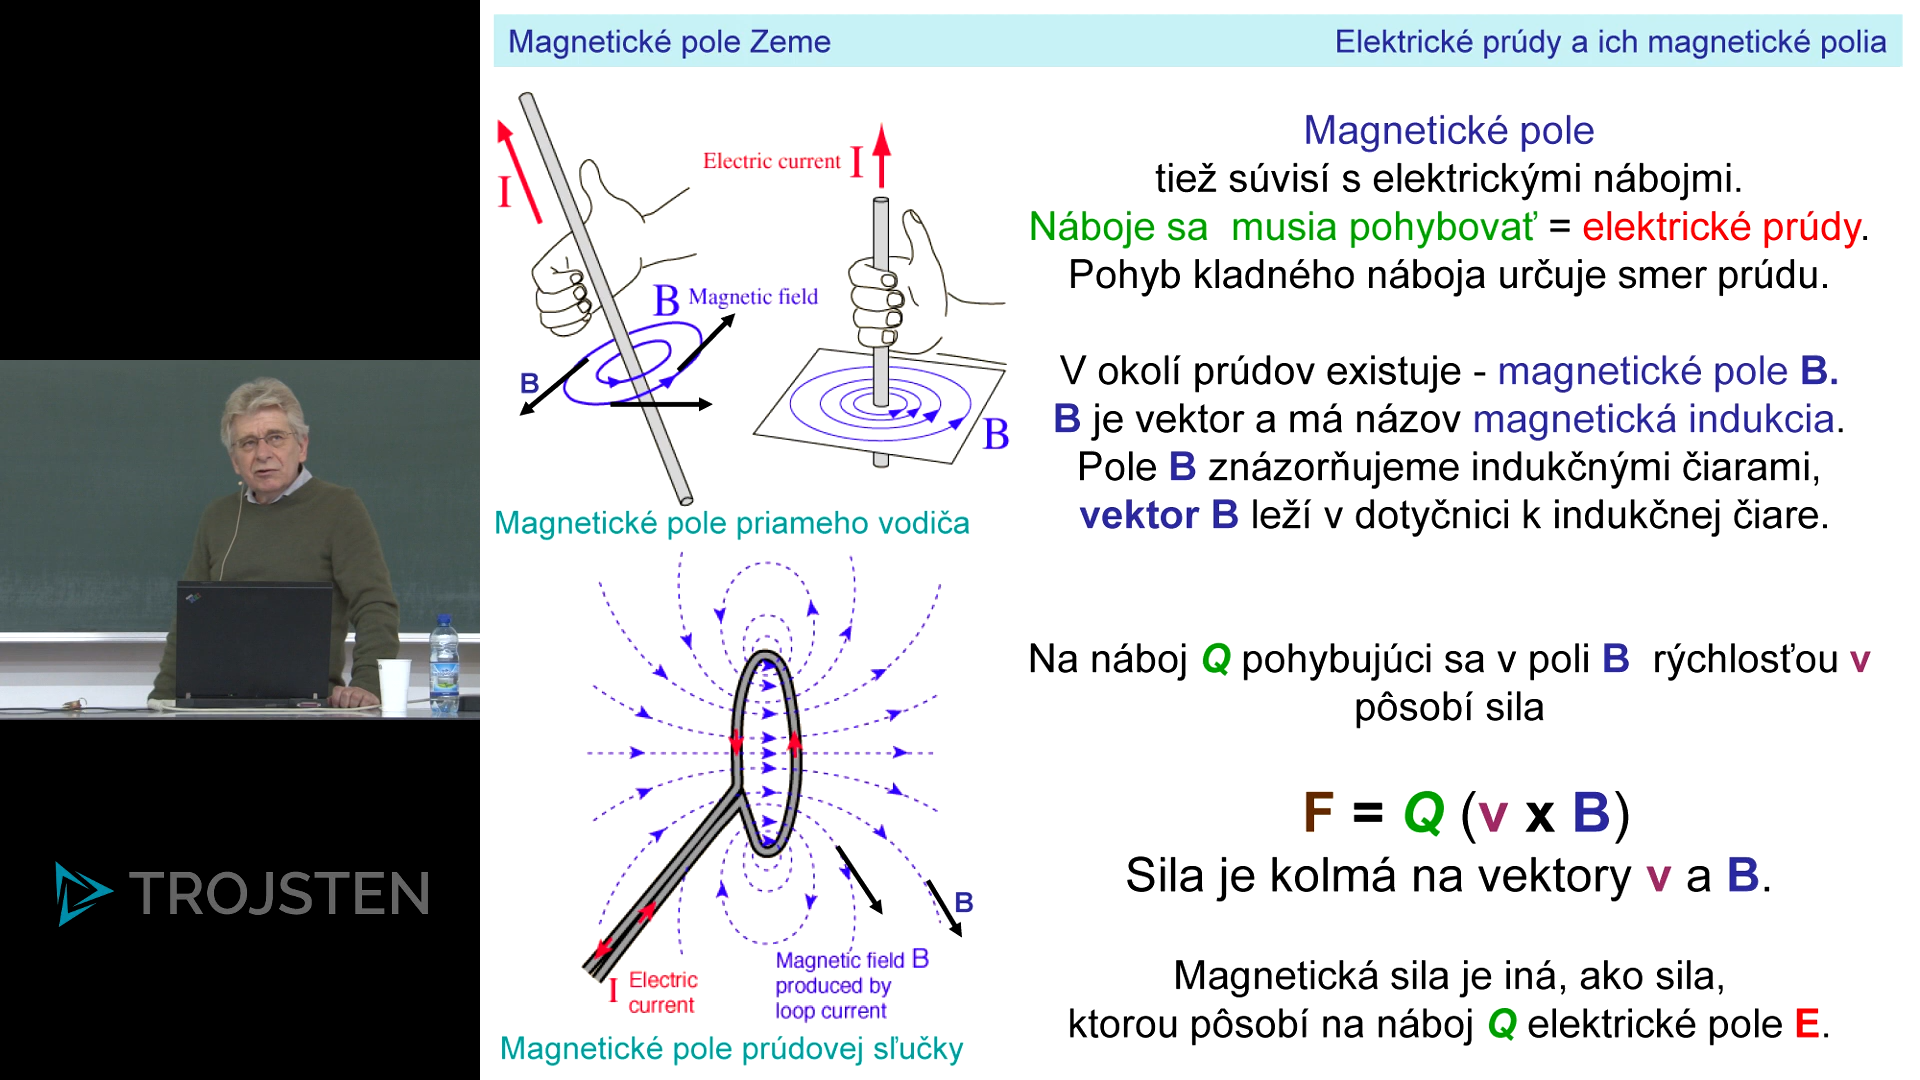 Magnetické pole Zeme
Elektrické prúdy a ich magnetické polia
I
Electric current I
B Magnetic field
B
B
Magnetické pole priameho vodiča
B
I Electric
current
Magnetic field B
produced by
loop current
Magnetické pole prúdovej sľučky
Magnetické pole
tiež súvisí s elektrickými nábojmi.
Náboje sa musia pohybovať = elektrické prúdy.
Pohyb kladného náboja určuje smer prúdu.
V okolí prúdov existuje - magnetické pole B.
B je vektor a má názov magnetická indukcia.
Pole B znázorňujeme indukčnými čiarami,
vektor B leží v dotyčnici k indukčnej čiare.
Na náboj Q pohybujúci sa v poli B rýchlosťou v
pôsobí sila
F = Q (v x B)
Sila je kolmá na vektory v a B.
Magnetická sila je iná, ako sila,
ktorou pôsobí na náboj Q elektrické pole E.
TROJSTEN